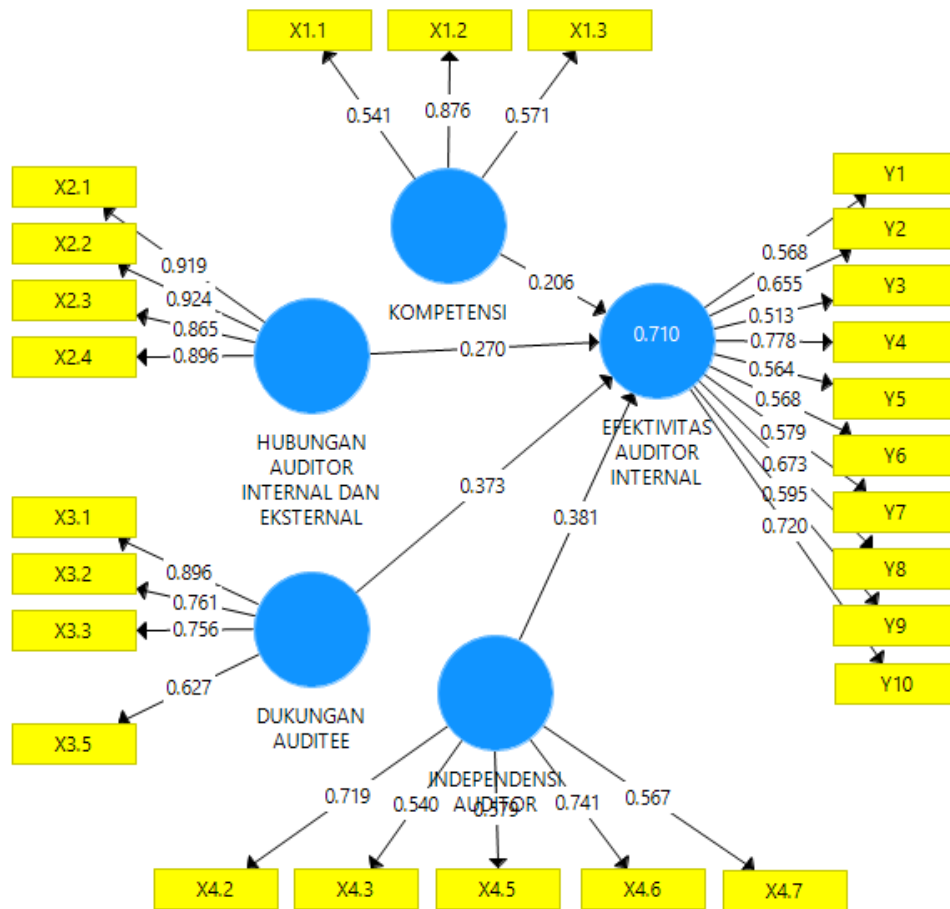 X1.1
X1.2
X1.3
0.541
0.876
0.571
KOMPETENSI
0.206
X2.1
X2.2
X2.3
X2.4
0.919
0.924
0.865
0.896
HUBUNGAN
AUDITOR
INTERNAL DAN
EKSTERNAL
0.270
X3.1
X3.2
X3.3
X3.5
0.896
0.761
0.756
0.627
DUKUNGAN
AUDITEE
0.373
INDEPENDENSI
AUDITOR
0.381
0.719
0.540
0.579
0.741
0.567
X4.2
X4.3
X4.5
X4.6
X4.7
0.710
EFEKTIVITAS
AUDITOR
INTERNAL
0.568
0.655
0.513
0.778
0.564
0.568
0.579
0.673
0.595
0.720
Y1
Y2
Y3
Y4
Y5
Y6
Y7
Y8
Y9
Y10